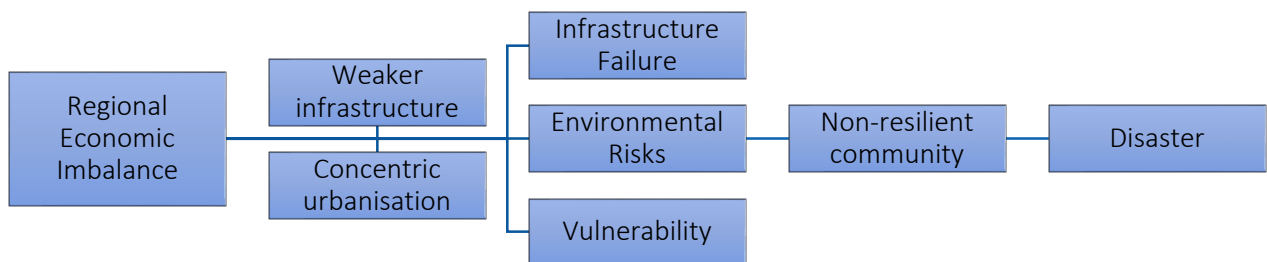 Regional
Economic
Imbalance
Weaker
infrastructure
Concentric
urbanisation
Infrastructure
Failure
Environmental
Risks
Vulnerability
Non-resilient
community
Disaster